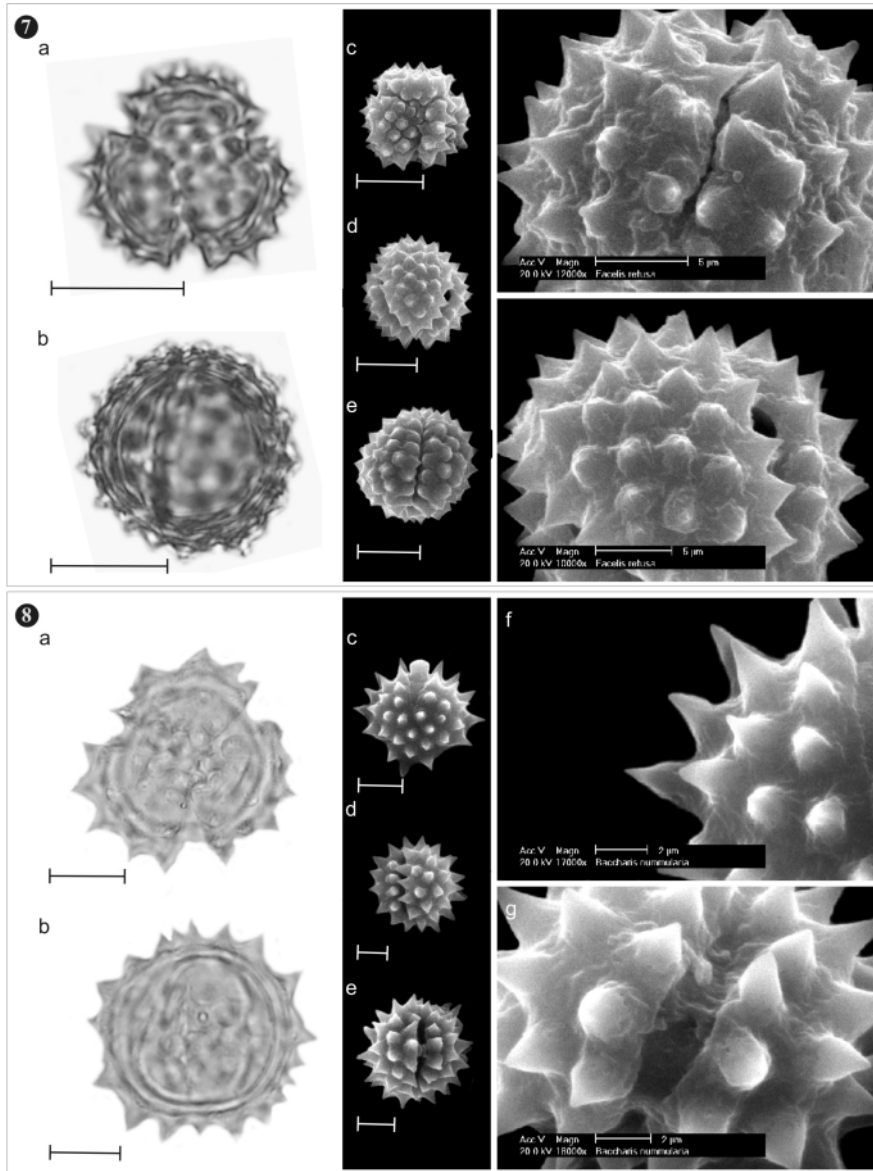 7
a
b
c
d
e
Acc.V Magn 5 µm
20.0 kV 12000x Facelis retusa
Acc.V Magn 5 µm
20.0 kV 10000x Facelis retusa
8
a
b
c
d
e
f
Acc.V Magn 2 µm
20.0 kV 17000x Baccharis nummularia
g
Acc.V Magn 2 µm
20.0 kV 16000x Baccharis nummularia